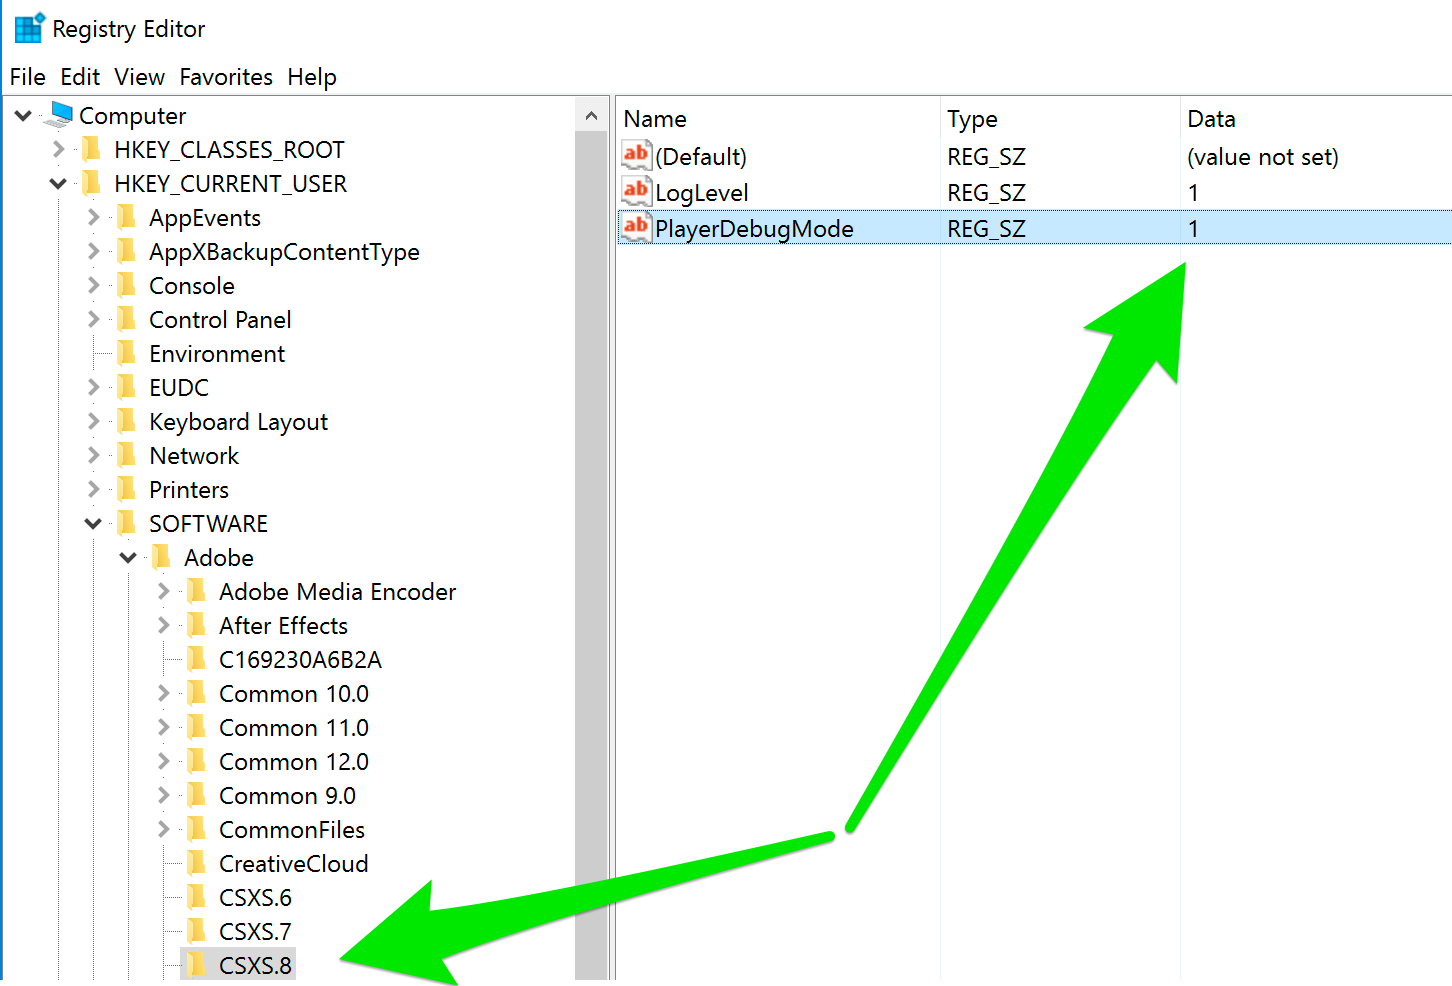 Registry Editor
File Edit View Favorites Help
Computer
HKEY_CLASSES_ROOT
HKEY_CURRENT_USER
AppEvents
AppXBackupContentType
Console
Control Panel
Environment
EUDC
Keyboard Layout
Network
Printers
SOFTWARE
Adobe
Adobe Media Encoder
After Effects
C169230A6B2A
Common 10.0
Common 11.0
Common 12.0
Common 9.0
CommonFiles
CreativeCloud
CSXS.6
CSXS.7
CSXS.8
Name Type Data
ab (Default) REG_SZ (value not set)
ab LogLevel REG_SZ 1
ab PlayerDebugMode REG_SZ 1